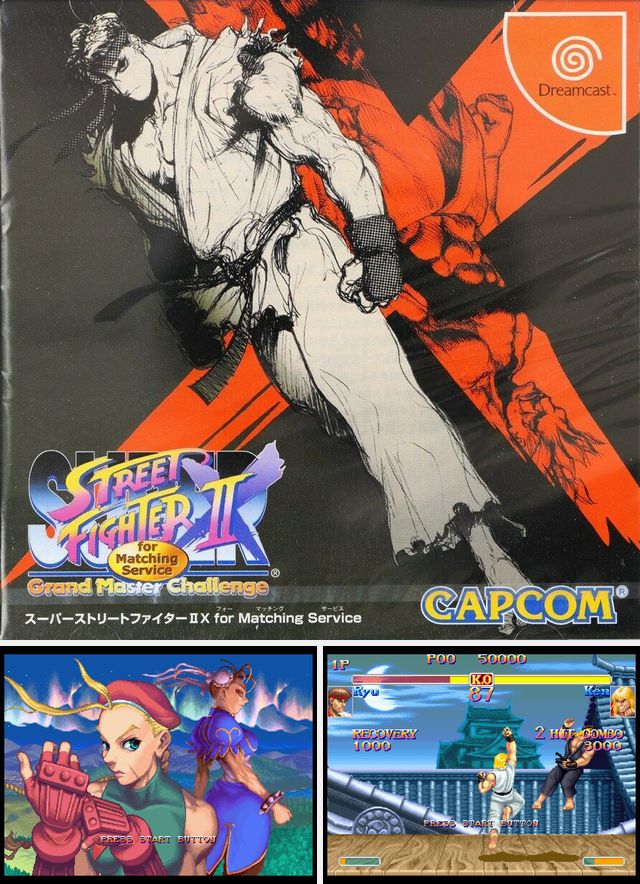 Dreamcast™
SUPER
STREET
FIGHTER II X
for
Matching
Service
Grand Master Challenge
®
フォー マッチング サービス
スーパーストリートファイターⅡX for Matching Service
CAPCOM®
PRESS START BUTTON
1P POO 50000
K.O
Ryu 87 Ken
RECOVERY 2 HIT COMBO
1000 3000
PRESS START BUTTON